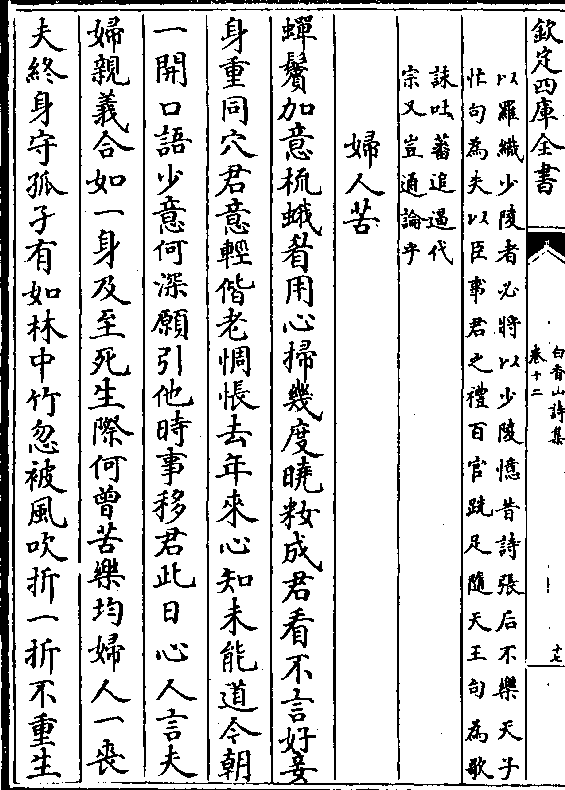 欽定四庫全書
白香山詩集
卷十二
十七
以羅織少陵者必將以少陵憶昔詩張后不樂天子
忙句為夫以臣事君之禮百官跣足隨天王句為歌
誅吐蕃追遏代
宗又豈通論乎
婦人苦
蟬鬢加意梳蛾眉用心掃幾度曉妝成君看不言好妾
身重同穴君意輕偕老惆悵去年來心知未能道今朝
一開口語少意何深願引他時事移君此日心人言夫
婦親義合如一身及至死生際何曾苦樂均婦人一喪
夫終身守孤孑有如林中竹忽被風吹折一折不重生